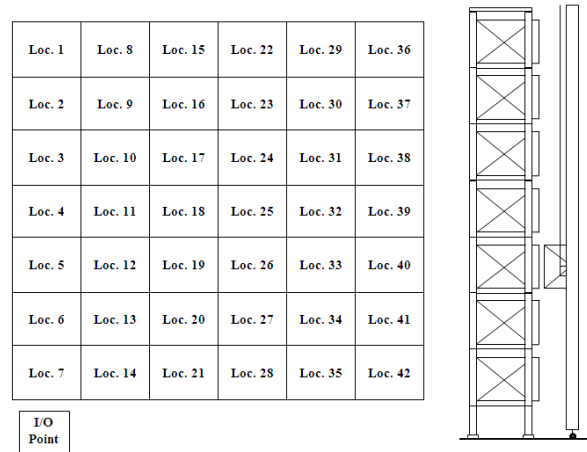 Loc. 1 Loc. 8 Loc. 15 Loc. 22 Loc. 29 Loc. 36
Loc. 2 Loc. 9 Loc. 16 Loc. 23 Loc. 30 Loc. 37
Loc. 3 Loc. 10 Loc. 17 Loc. 24 Loc. 31 Loc. 38
Loc. 4 Loc. 11 Loc. 18 Loc. 25 Loc. 32 Loc. 39
Loc. 5 Loc. 12 Loc. 19 Loc. 26 Loc. 33 Loc. 40
Loc. 6 Loc. 13 Loc. 20 Loc. 27 Loc. 34 Loc. 41
Loc. 7 Loc. 14 Loc. 21 Loc. 28 Loc. 35 Loc. 42
I/O
Point